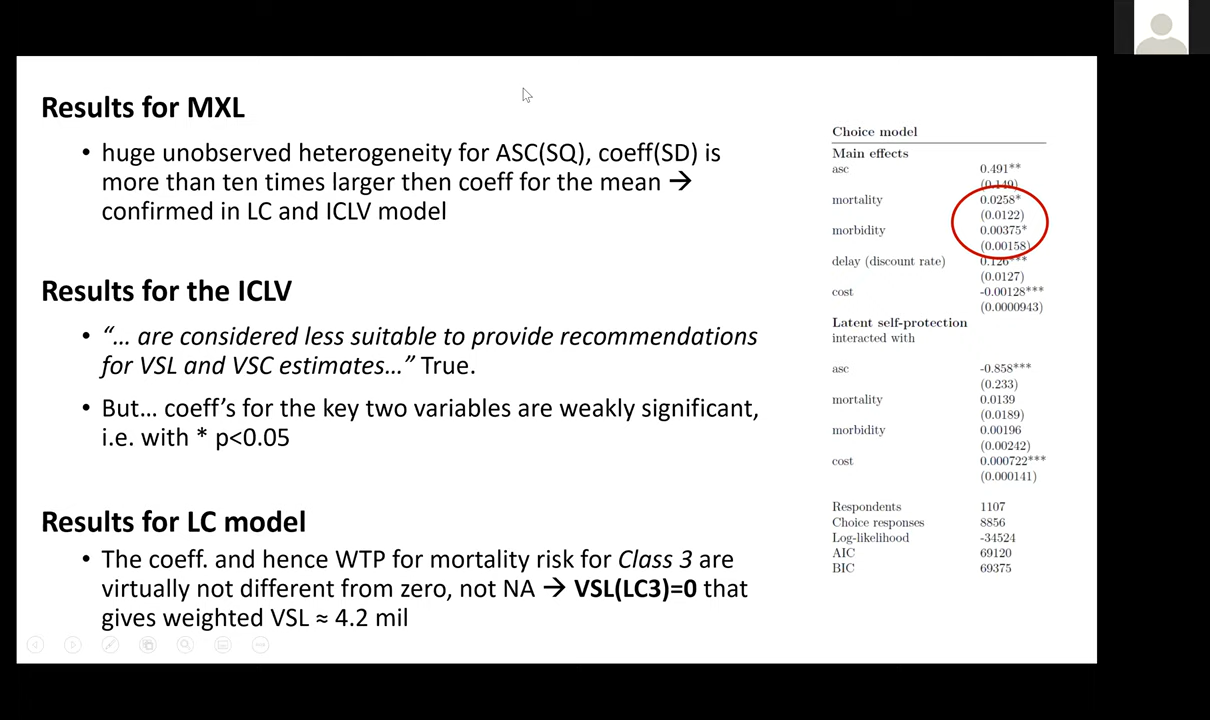 Results for MXL
• huge unobserved heterogeneity for ASC(SQ), coeff(SD) is
more than ten times larger then coeff for the mean →
confirmed in LC and ICLV model
Results for the ICLV
• “… are considered less suitable to provide recommendations
for VSL and VSC estimates…” True.
• But… coeff’s for the key two variables are weakly significant,
i.e. with * p<0.05
Results for LC model
• The coeff. and hence WTP for mortality risk for Class 3 are
virtually not different from zero, not NA → VSL(LC3)=0 that
gives weighted VSL ≈ 4.2 mil
Choice model
Main effects
asc 0.491**
(0.149)
mortality 0.0258*
(0.0122)
morbidity 0.00375*
(0.00158)
delay (discount rate) 0.126***
(0.0127)
cost -0.00128***
(0.0000943)
Latent self-protection
interacted with
asc -0.858***
(0.233)
mortality 0.0139
(0.0189)
morbidity 0.00196
(0.00242)
cost 0.000722***
(0.000141)
Respondents 1107
Choice responses 8856
Log-likelihood -34524
AIC 69120
BIC 69375